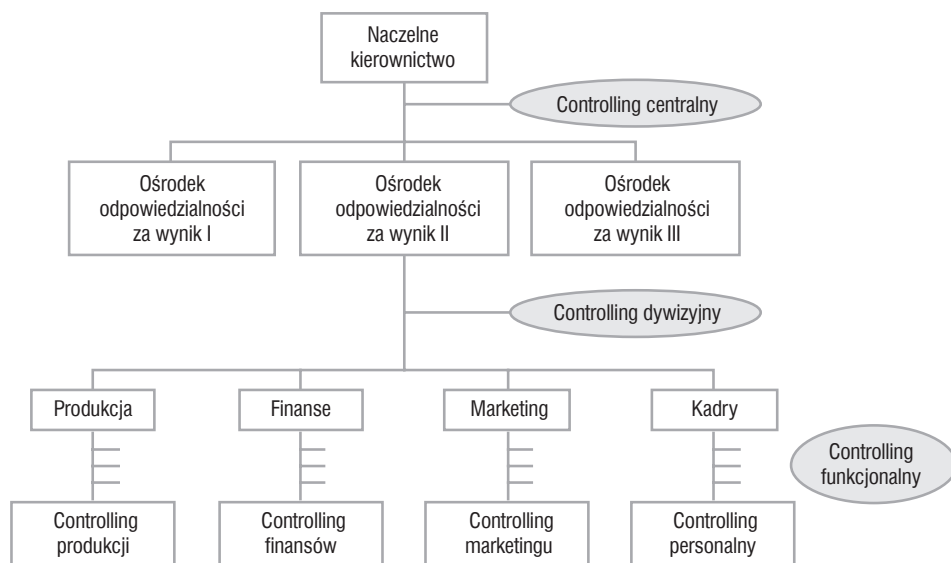 Naczelne
kierownictwo
Controlling centralny
Ośrodek
odpowiedzialności
za wynik I
Ośrodek
odpowiedzialności
za wynik II
Ośrodek
odpowiedzialności
za wynik III
Controlling dywizyjny
Produkcja
Finanse
Marketing
Kadry
Controlling
funkcjonalny
Controlling
produkcji
Controlling
finansów
Controlling
marketingu
Controlling
personalny